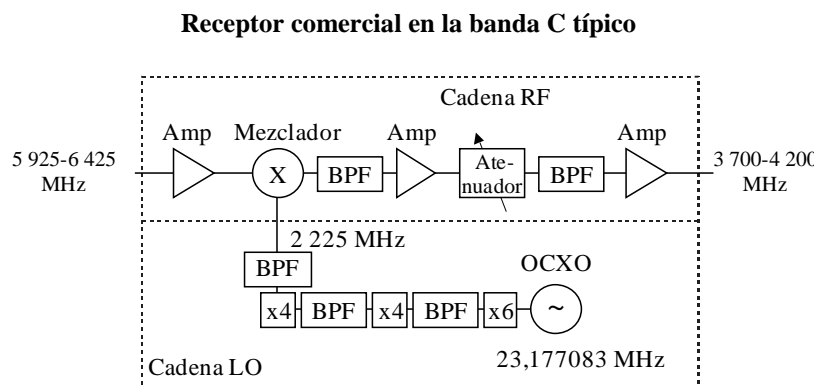 Receptor comercial en la banda C típico
Cadena RF
Amp
Mezclador
Amp
Amp
5 925-6 425
MHz
X
BPF
Ate-
nuador
BPF
3 700-4 200
MHz
2 225 MHz
BPF
OCXO
x4
BPF
x4
BPF
x6
~
Cadena LO
23,177083 MHz